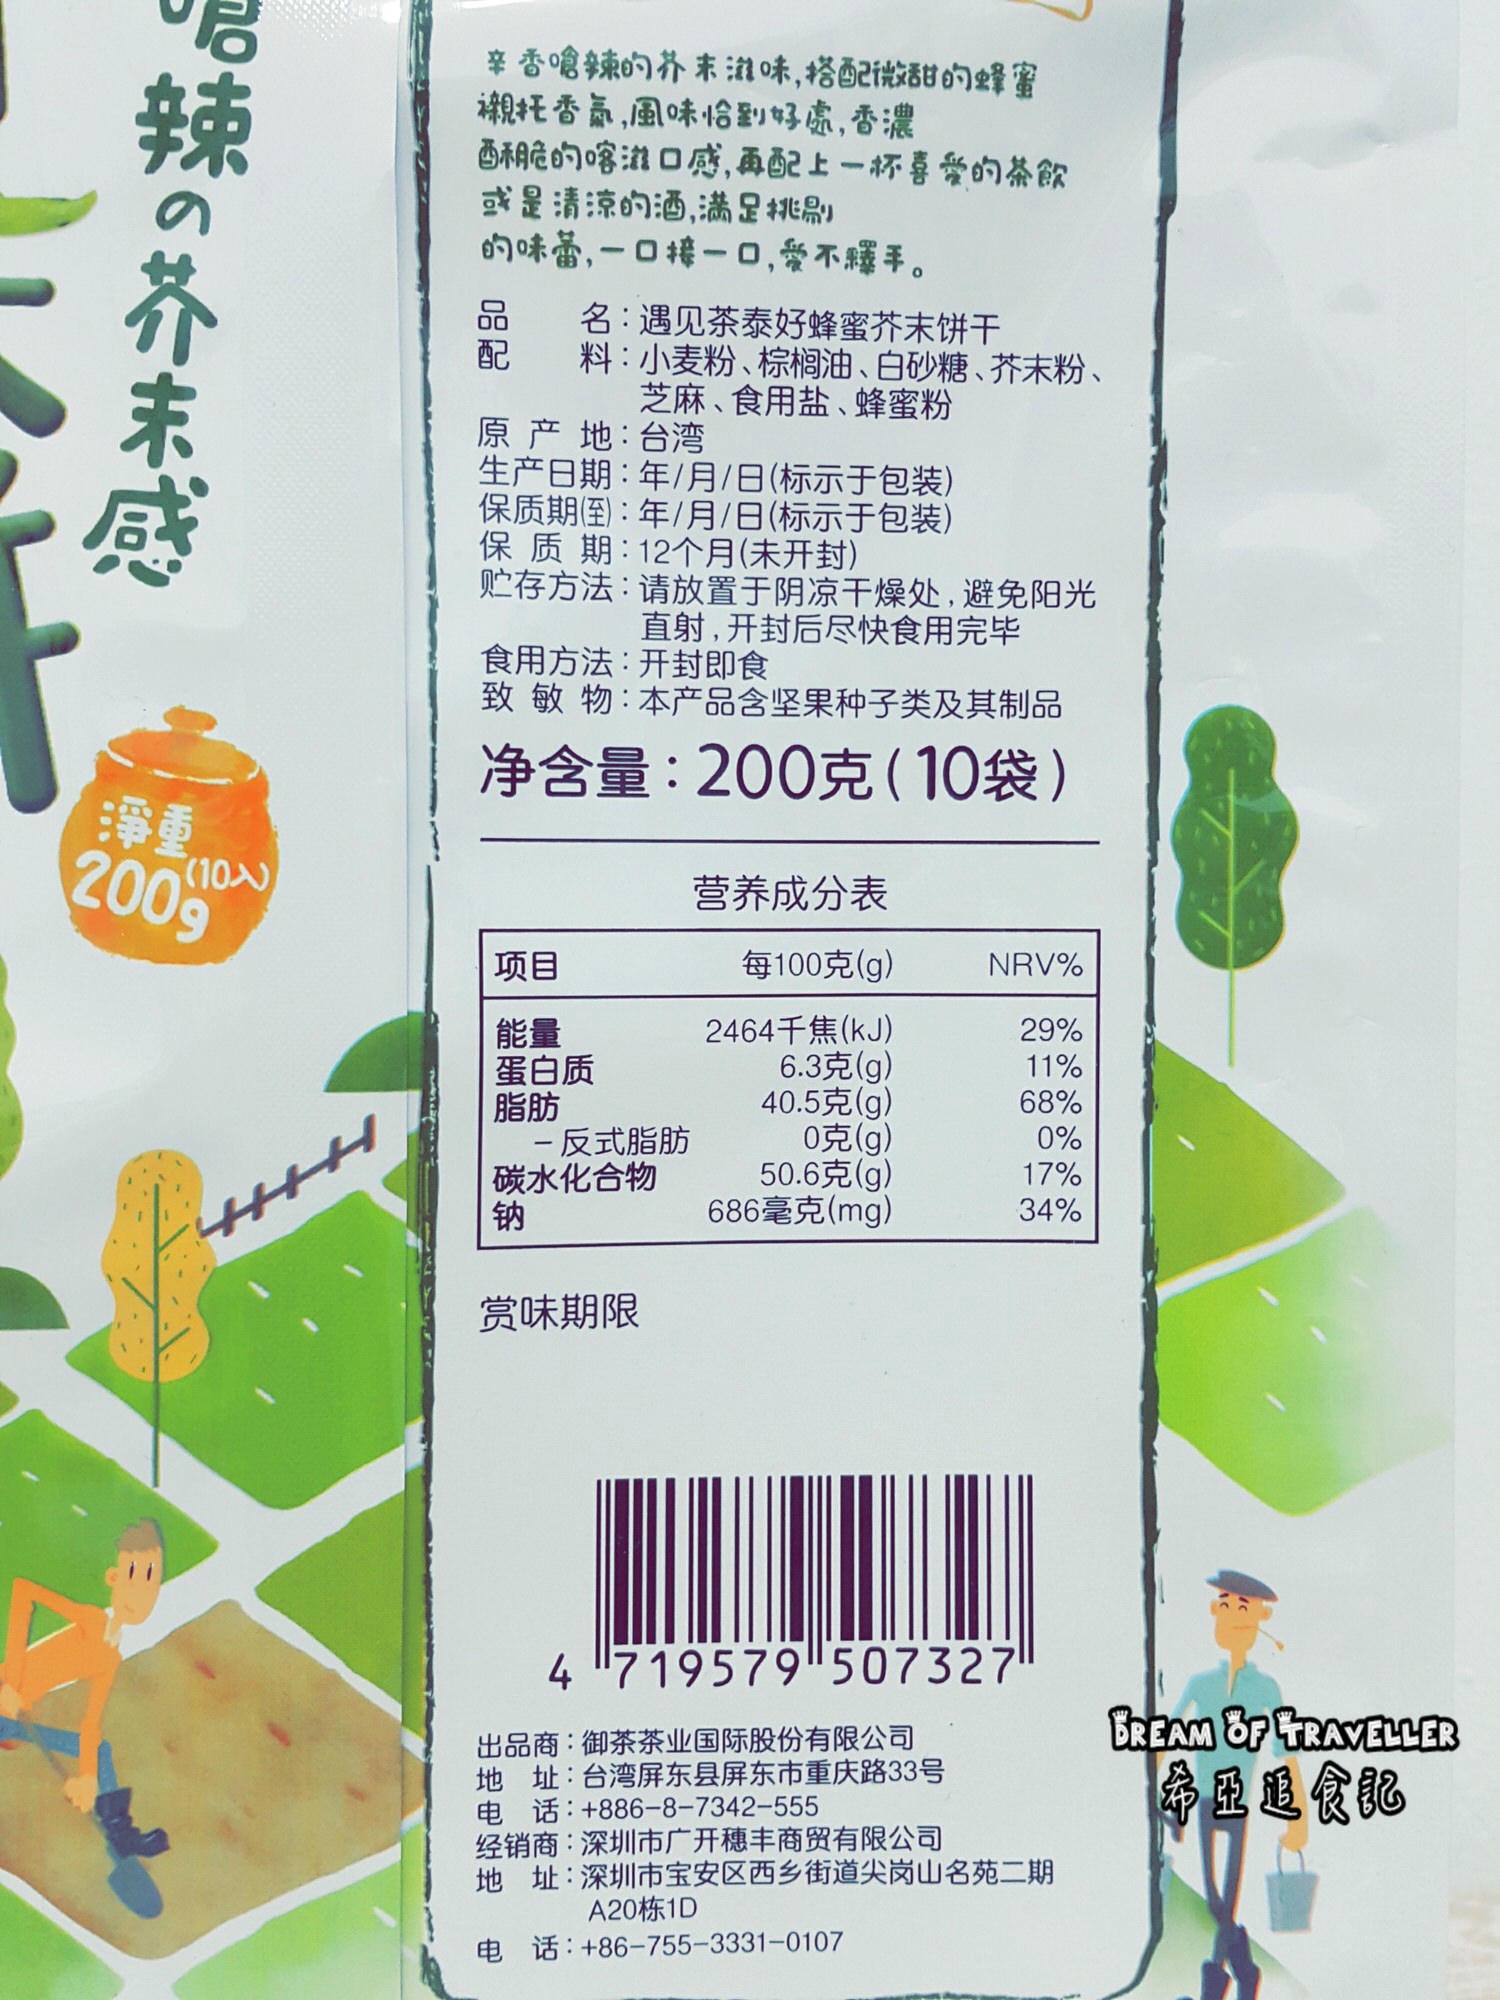 嗆辣の芥末感
淨重
200g(10入)
辛香嗆辣的芥末滋味,搭配微甜的蜂蜜
襯托香氣,風味恰到好處,香濃
酥脆的喀滋口感,再配上一杯喜愛的茶飲
或是清涼的酒,滿足挑剔
的味蕾,一口接一口,愛不釋手。
品 名:遇见茶泰好蜂蜜芥末饼干
配 料:小麦粉、棕榈油、白砂糖、芥末粉、
芝麻、食用盐、蜂蜜粉
原产地:台湾
生产日期:年/月/日(标示于包装)
保质期(至):年/月/日(标示于包装)
保质期:12个月(未开封)
贮存方法:请放置于阴凉干燥处,避免阳光
直射,开封后尽快食用完毕
食用方法:开封即食
致敏物:本产品含坚果种子类及其制品
净含量:200克(10袋)
营养成分表
项目 每100克(g) NRV%
能量 2464千焦(kJ) 29%
蛋白质 6.3克(g) 11%
脂肪 40.5克(g) 68%
-反式脂肪 0克(g) 0%
碳水化合物 50.6克(g) 17%
钠 686毫克(mg) 34%
赏味期限
4 719579 507327
出品商:御茶茶业国际股份有限公司
地 址:台湾屏东县屏东市重庆路33号
电 话:+886-8-7342-555
经销商:深圳市广开穗丰商贸有限公司
地 址:深圳市宝安区西乡街道尖岗山名苑二期
A20栋1D
电 话:+86-755-3331-0107
DREAM OF TRAVELLER
希亞追食記